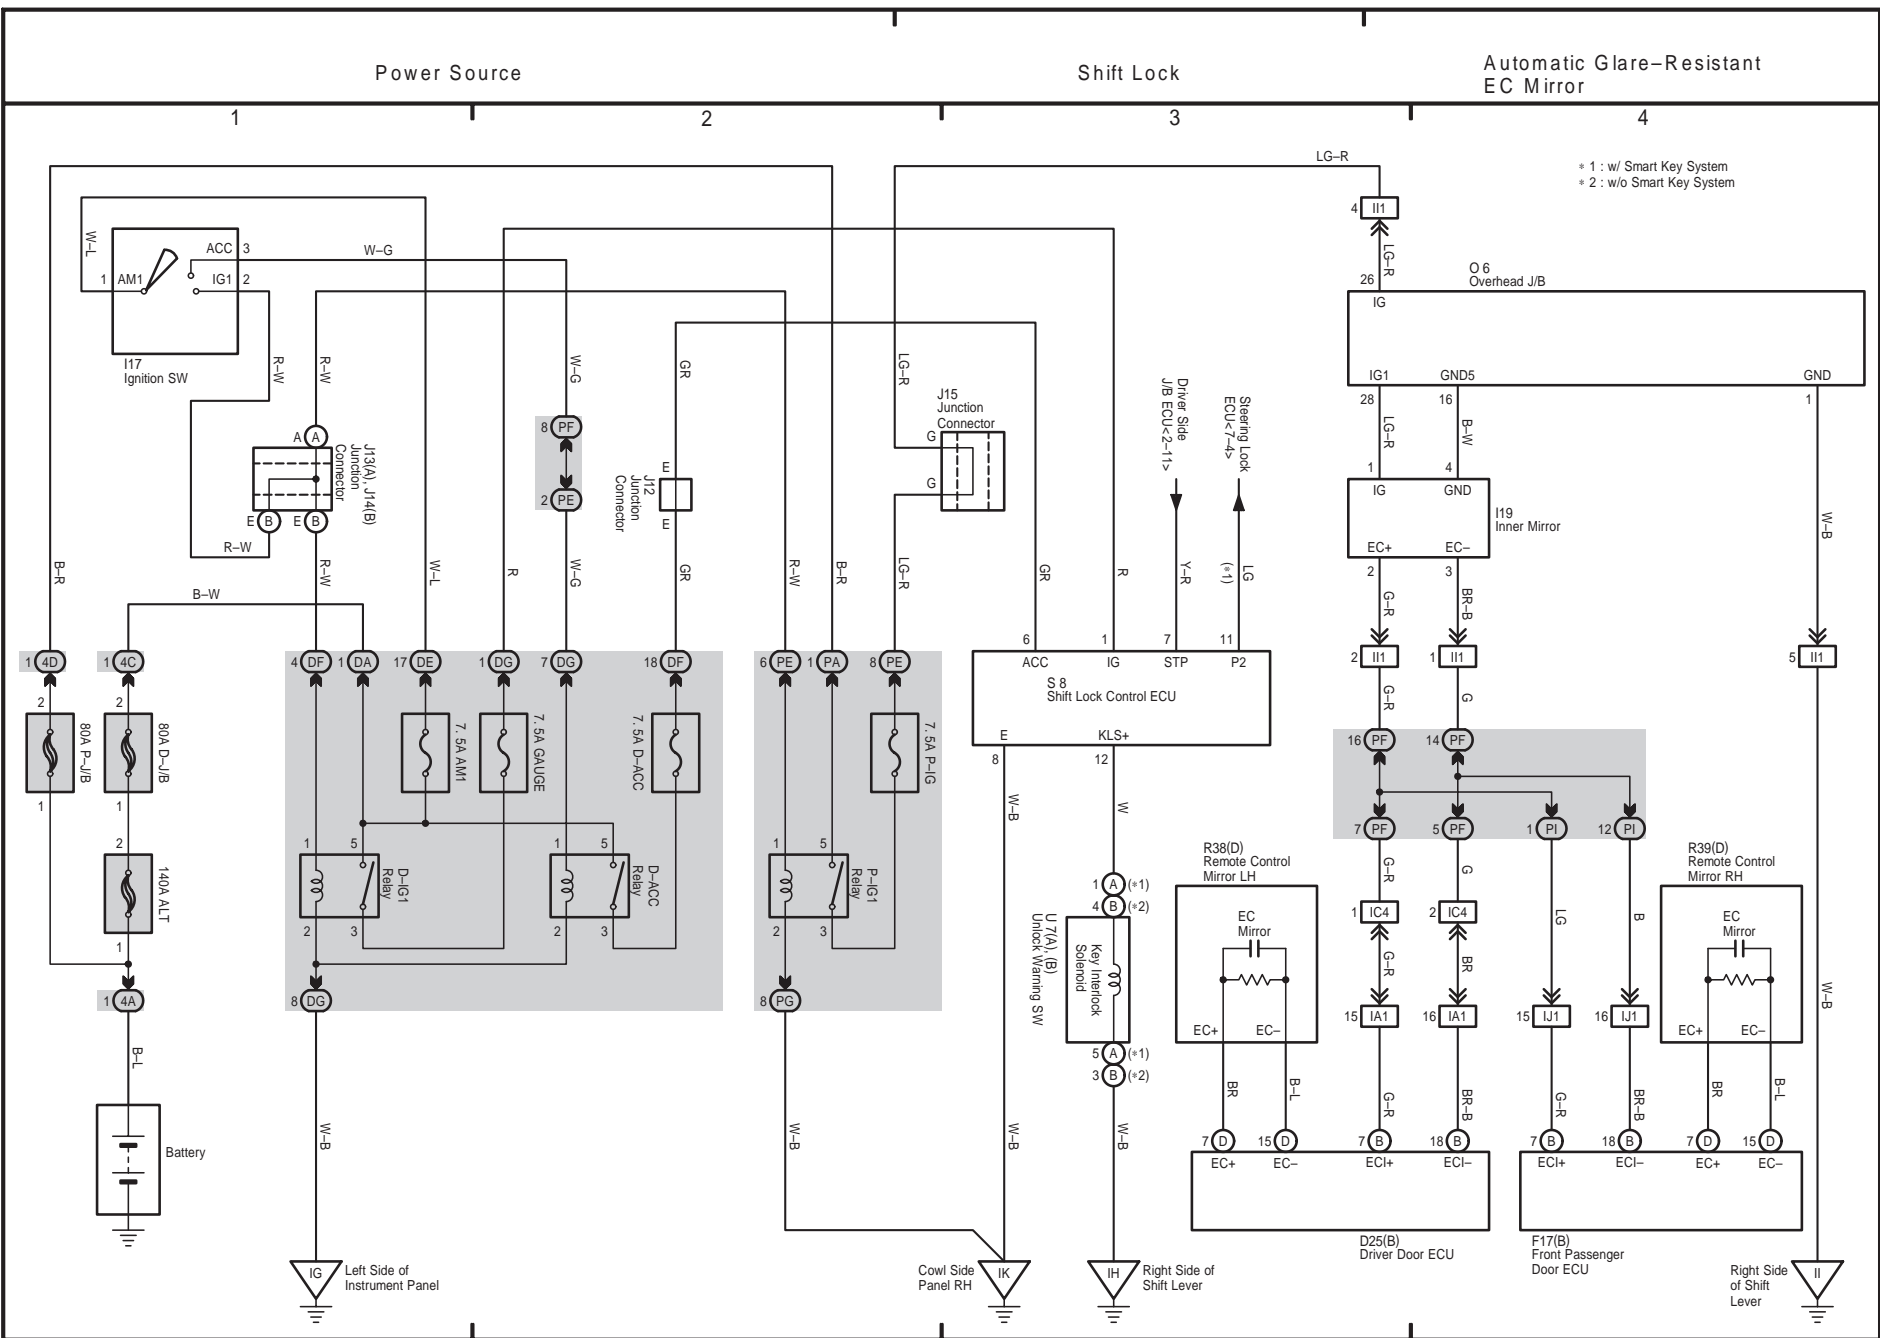 Power Source
Shift Lock
Automatic Glare–Resistant
EC Mirror
1
2
3
4
∗ 1 : w/ Smart Key System
∗ 2 : w/o Smart Key System
LG–R
4 II1
LG–R
W–L
ACC 3
1 AM1
IG1 2
I17
Ignition SW
W–G
R–W
R–W
W–G
GR
LG–R
26
IG
O 6
Overhead J/B
IG1
GND5
GND
28
16
1
LG–R
B–W
A A
J13(A), J14(B)
Junction
Connector
E B
E B
R–W
8 PF
2 PE
E
J12
Junction
Connector
E
J15
Junction
Connector
G
G
Driver Side
J/B ECU<2–11>
Steering Lock
ECU<7–4>
1
4
IG
GND
I19
Inner Mirror
EC+
EC–
2
3
W–B
B–R
B–W
R–W
W–L
R
W–G
GR
R–W
B–R
LG–R
GR
R
Y–R
LG
(∗1)
G–R
BR–B
2 II1
1 II1
5 II1
1 4D
1 4C
4 DF
1 DA
17 DE
1 DG
7 DG
18 DF
6 PE
1 PA
8 PE
6
1
7
11
ACC
IG
STP
P2
S 8
Shift Lock Control ECU
E
KLS+
8
12
G–R
G
2
80A P–J/B
1
2
80A D–J/B
1
7. 5A AM1
7. 5A GAUGE
7. 5A D–ACC
7. 5A P–IG
16 PF
14 PF
7 PF
5 PF
1 PI
12 PI
2
140A ALT
1
1
5
D–IG1
Relay
2
3
1
5
D–ACC
Relay
2
3
1
5
P–IG1
Relay
2
3
W–B
W
1 A (∗1)
4 B (∗2)
Key Interlock
Solenoid
U 7(A), (B)
Unlock Warning SW
5 A (∗1)
3 B (∗2)
R38(D)
Remote Control
Mirror LH
EC
Mirror
EC+
EC–
G–R
G
1 IC4
2 IC4
G–R
BR
15 IA1
16 IA1
LG
B
15 IJ1
16 IJ1
R39(D)
Remote Control
Mirror RH
EC
Mirror
EC+
EC–
W–B
1 4A
8 DG
8 PG
B–L
Battery
W–B
W–B
W–B
W–B
BR
B–L
G–R
BR–B
G–R
BR–B
BR
B–L
7 D
15 D
7 B
18 B
7 B
18 B
7 D
15 D
EC+
EC–
ECI+
ECI–
ECI+
ECI–
EC+
EC–
D25(B)
Driver Door ECU
F17(B)
Front Passenger
Door ECU
IG
Left Side of
Instrument Panel
Cowl Side
Panel RH
IK
IH
Right Side of
Shift Lever
Right Side
of Shift
Lever
II